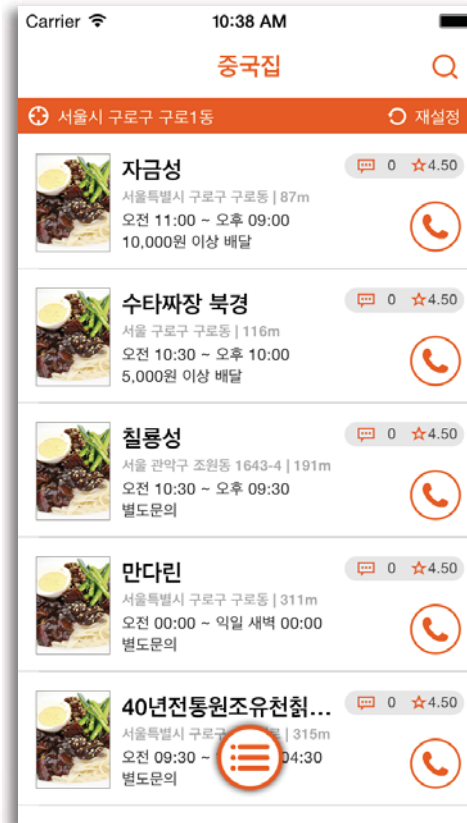 Carrier 10:38 AM
중국집
서울시 구로구 구로1동 재설정
자금성 0 4.50
서울특별시 구로구 구로동 | 87m
오전 11:00 ~ 오후 09:00
10,000원 이상 배달
수타짜장 북경 0 4.50
서울 구로구 구로동 | 116m
오전 10:30 ~ 오후 10:00
5,000원 이상 배달
칠룡성 0 4.50
서울 관악구 조원동 1643-4 | 191m
오전 10:30 ~ 오후 09:30
별도문의
만다린 0 4.50
서울특별시 구로구 구로동 | 311m
오전 00:00 ~ 익일 새벽 00:00
별도문의
40년전통원조유천칡... 0 4.50
서울특별시 구로구 | 315m
오전 09:30 ~ 04:30
별도문의